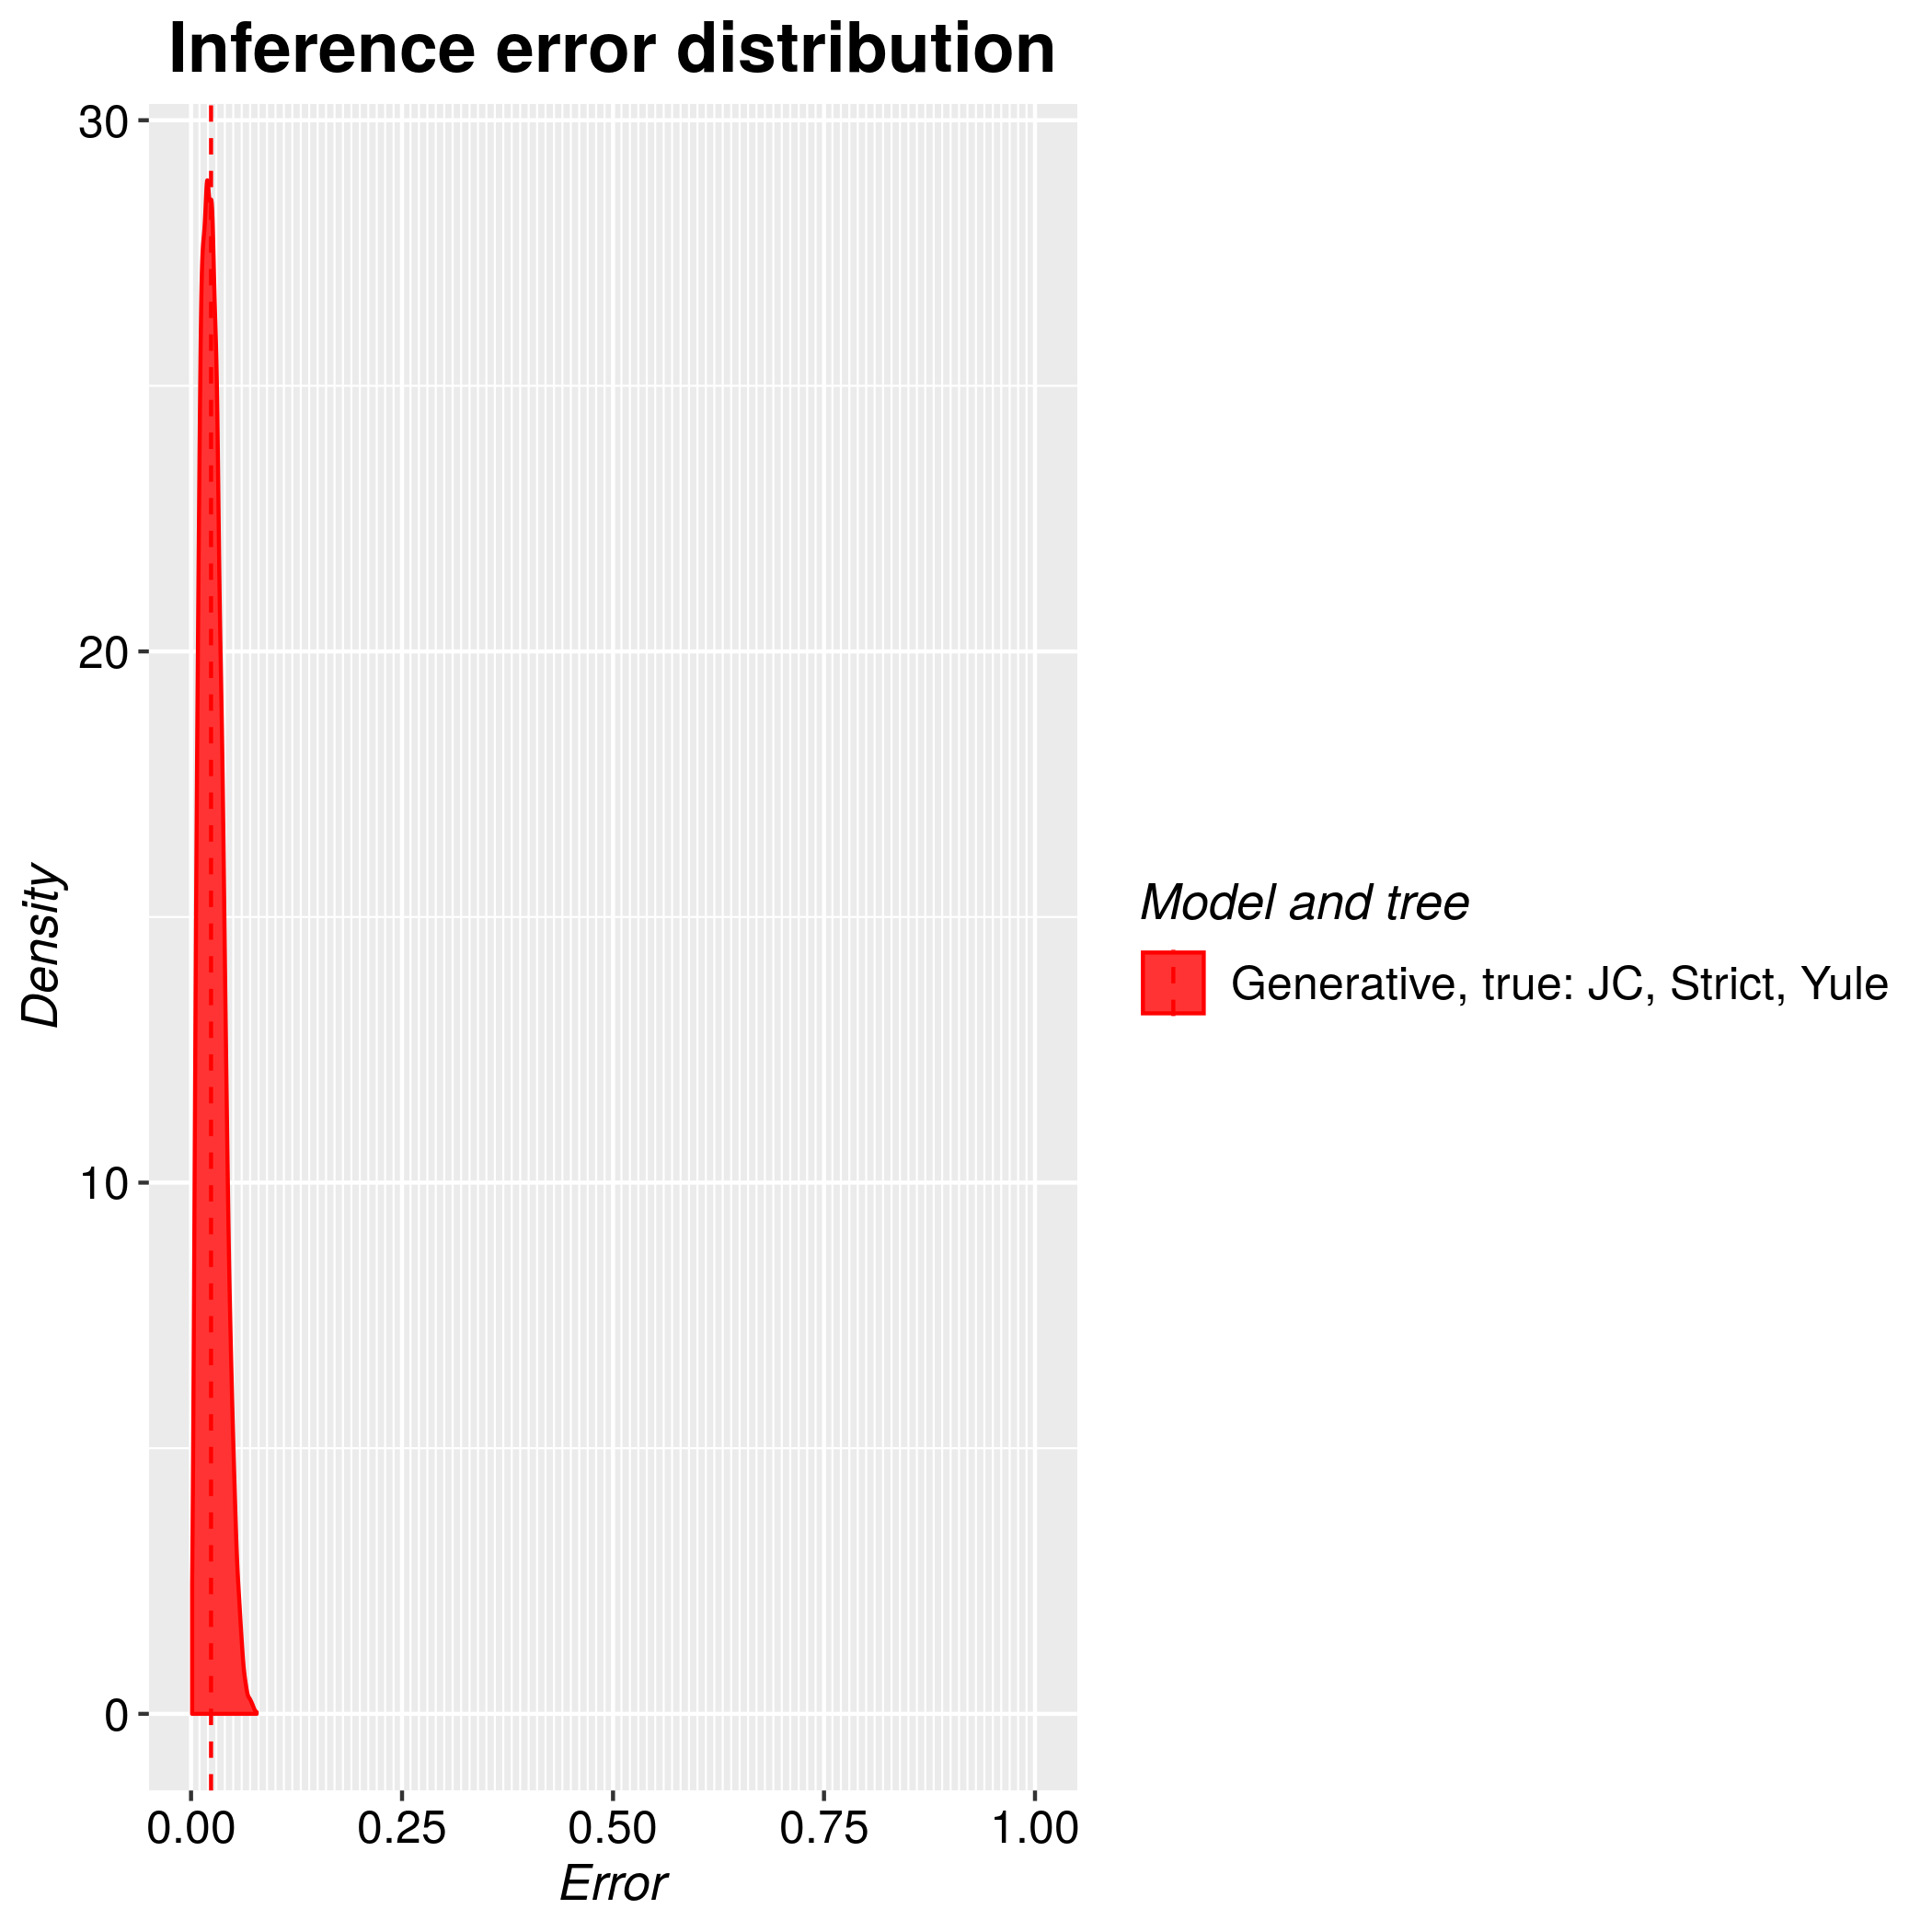 Inference error distribution
30
20
10
0
Density
0.00 0.25 0.50 0.75 1.00
Error
Model and tree
Generative, true: JC, Strict, Yule